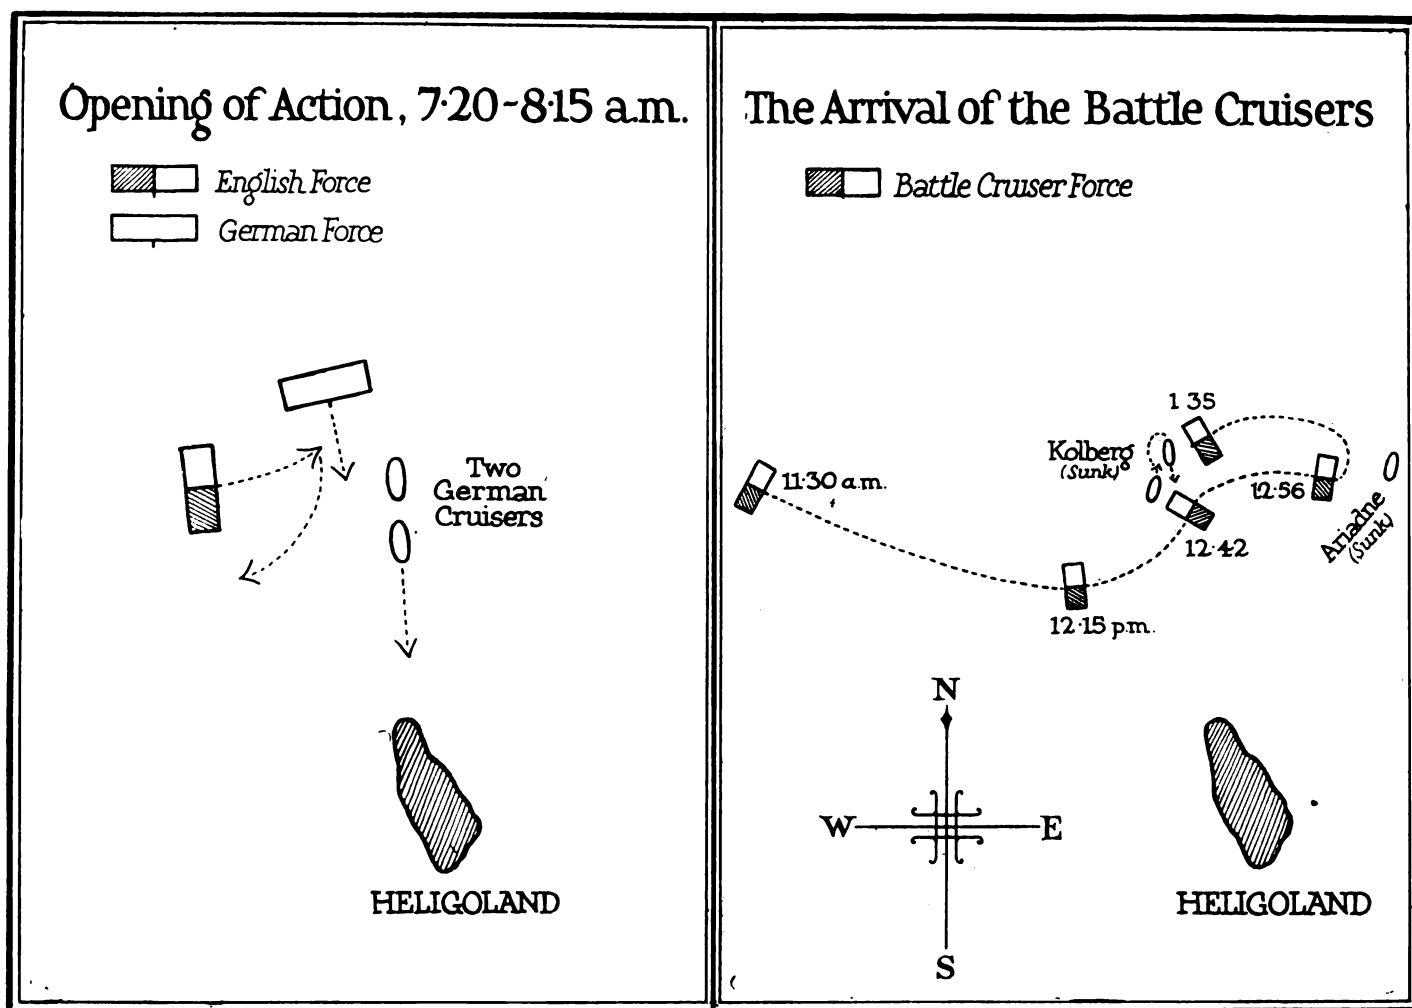 Opening of Action, 7·20~8·15 a.m.
English Force
German Force
Two
German
Cruisers
HELIGOLAND
The Arrival of the Battle Cruisers
Battle Cruiser Force
1 35
Kolberg
(Sunk)
11·30 a.m.
12·56
Ariadne
(Sunk)
12·42
12·15 p.m.
N
W
E
S
HELIGOLAND